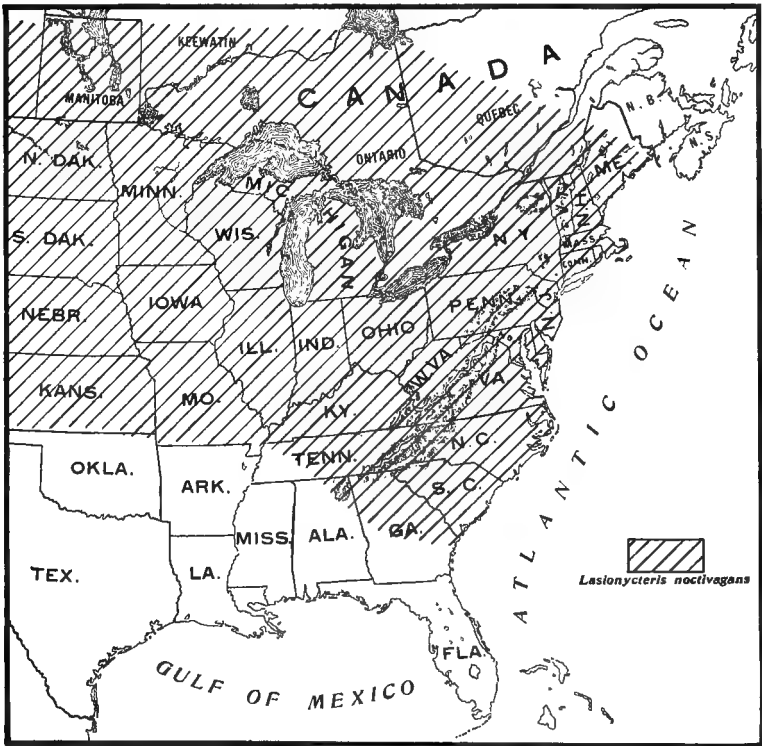 KEEWATIN
CANADA
MANITOBA
QUEBEC
N.B.
N.S.
ONTARIO
N. DAK.
MINN.
MICHIGAN
ME.
S. DAK.
WIS.
N Y
N H
MASS.
CONN.
NEBR.
IOWA
PENN.
N.J.
ILL.
IND.
OHIO
W.VA
VA
KANS.
MO.
KY.
N.C.
TENN.
S. C.
OKLA.
ARK.
MISS.
ALA.
GA.
TEX.
LA.
FLA.
ATLANTIC OCEAN
GULF OF MEXICO
Lasionycteris noctivagans